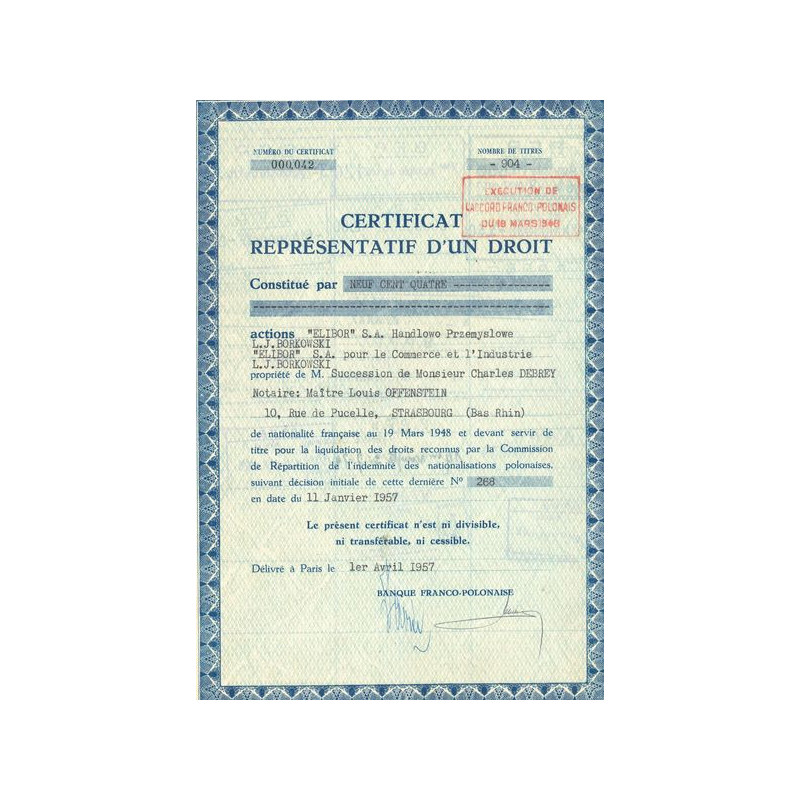 NUMÉRO DU CERTIFICAT
000,042
NOMBRE DE TITRES
- 904 -
EXECUTION DE
L'ACCORD FRANCO-POLONAIS
DU 19 MARS 1948
CERTIFICAT
REPRÉSENTATIF D'UN DROIT
Constitué par NEUF CENT QUATRE ----------------
actions "ELIBOR" S.A. Handlowo Przemyslowe
L.J.BORKOWSKI
"ELIBOR" S.A. pour le Commerce et l'Industrie
L.J.BORKOWSKI
propriété de M. Succession de Monsieur Charles DEBREY
Notaire: Maître Louis OFFENSTEIN
10, Rue de Pucelle, STRASBOURG (Bas Rhin)
de nationalité française au 19 Mars 1948 et devant servir de
titre pour la liquidation des droits reconnus par la Commission
de Répartition de l'indemnité des nationalisations polonaises,
suivant décision initiale de cette dernière Nº 268
en date du 11 Janvier 1957
Le présent certificat n'est ni divisible,
ni transférable, ni cessible.
Délivré à Paris le 1er Avril 1957
BANQUE FRANCO-POLONAISE